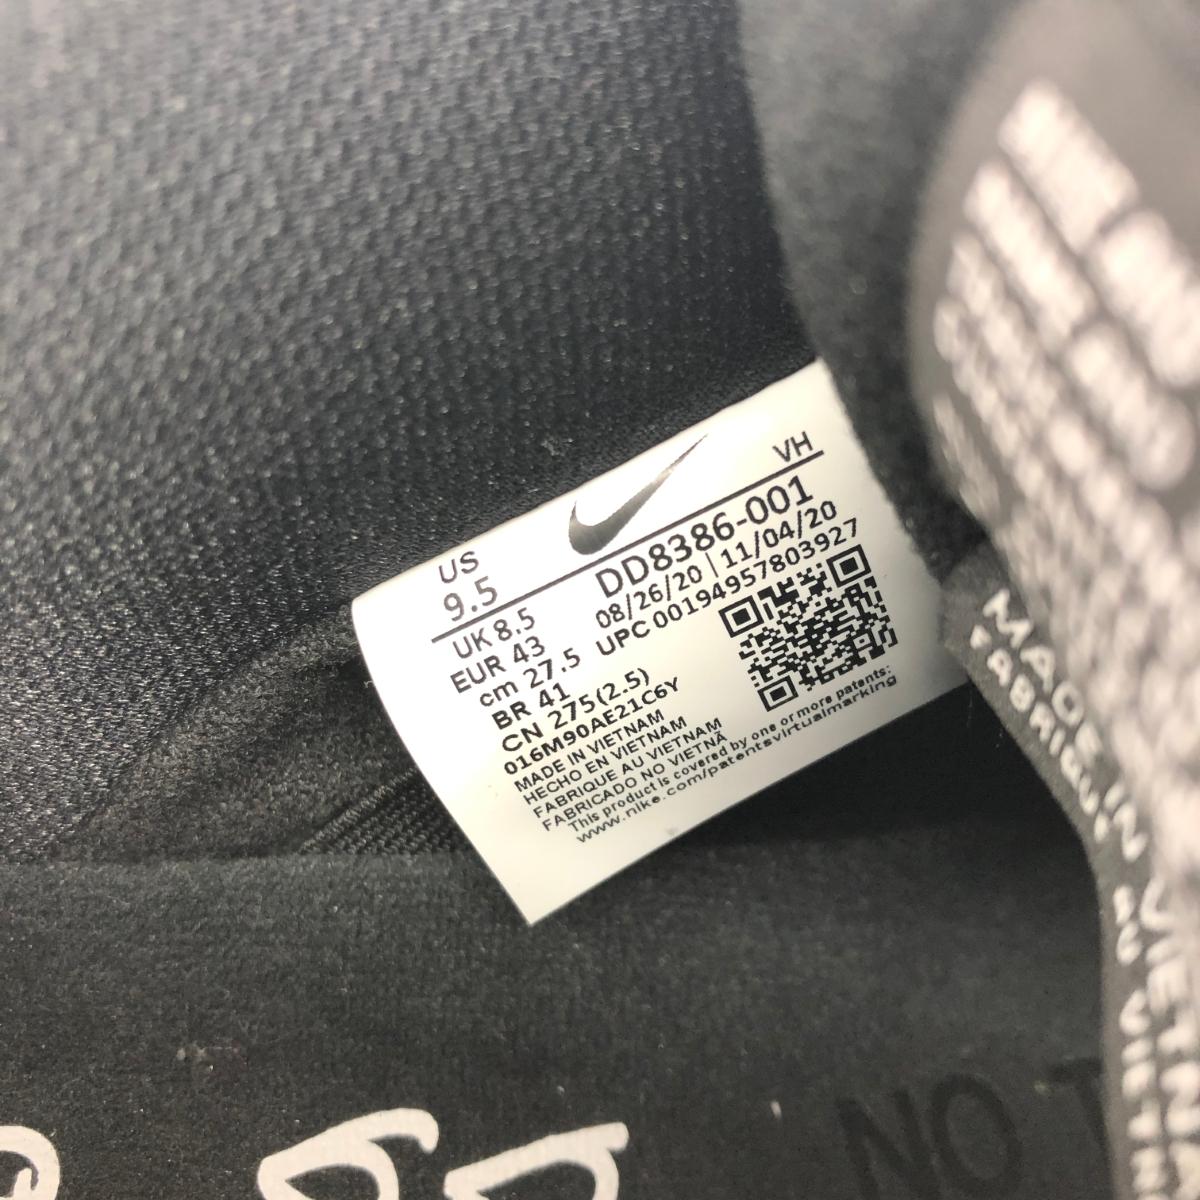 US
9.5
VH
UK 8.5
DD8386-001
EUR 43
08/26/20 | 11/04/20
cm 27.5
UPC 00194957803927
BR 41
CN 275(2.5)
016M90AE21C6Y
MADE IN VIETNAM
HECHO EN VIETNAM
FABRIQUE AU VIETNAM
FABRICADO NO VIETNÃ
This product is covered by one or more patents:
www.nike.com/patentsvirtualmarking
MADE IN VIETN
FABRIQUÉ AU VIETN
NO T